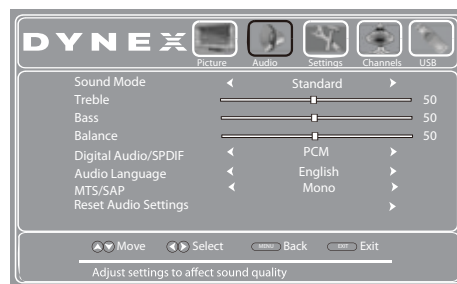 DYNEX
Picture Audio Settings Channels USB
Sound Mode Standard
Treble 50
Bass 50
Balance 50
Digital Audio/SPDIF PCM
Audio Language English
MTS/SAP Mono
Reset Audio Settings
Move Select MENU Back EXIT Exit
Adjust settings to affect sound quality